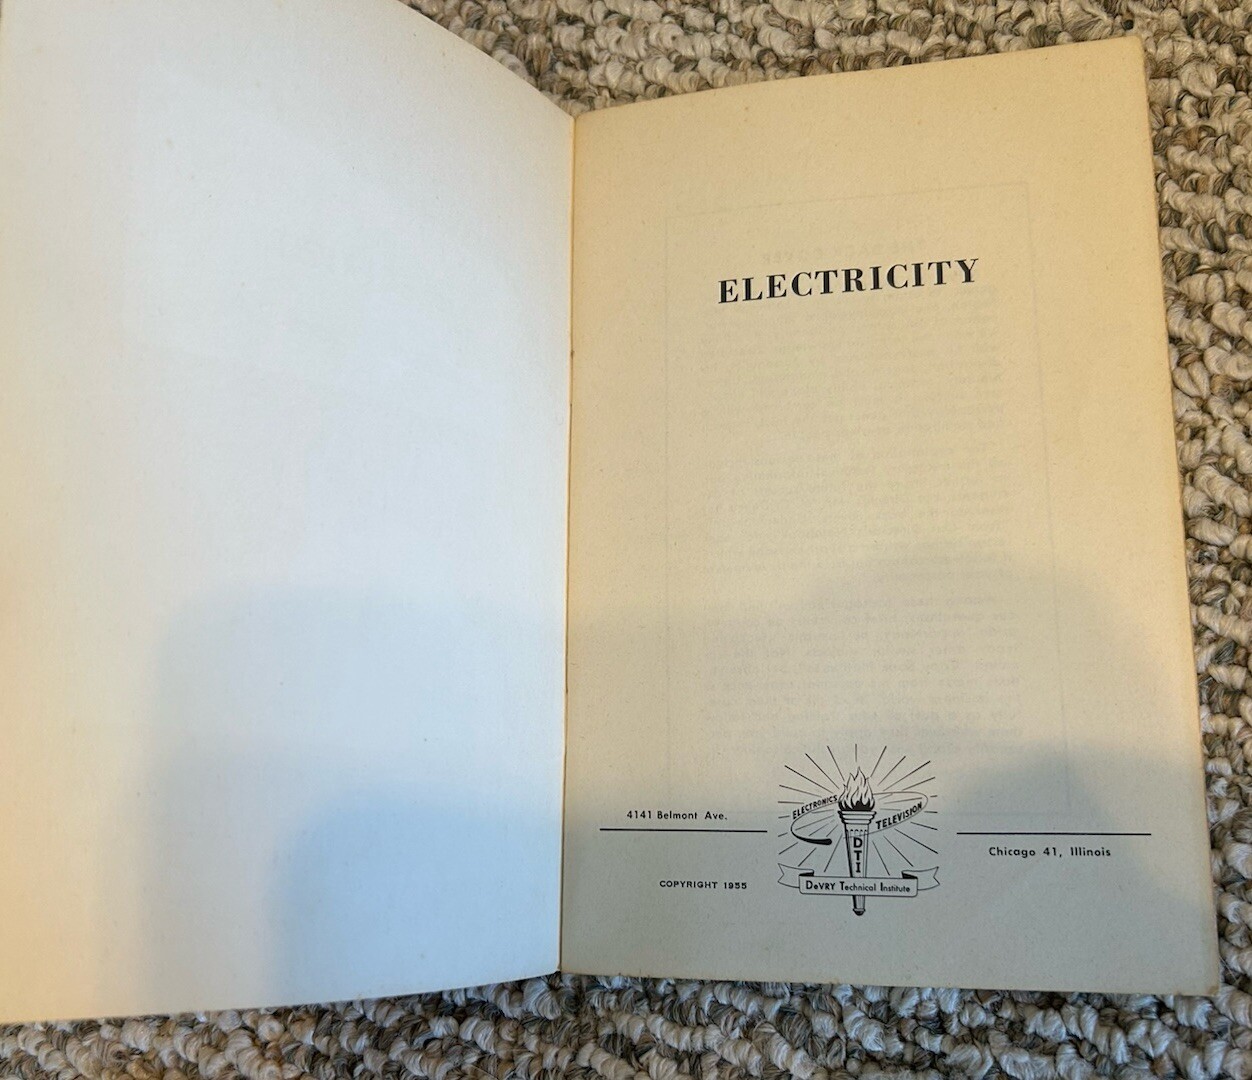 ELECTRICITY
4141 Belmont Ave.
ELECTRONICS
TELEVISION
DTI
DeVRY Technical Institute
Chicago 41, Illinois
COPYRIGHT 1955